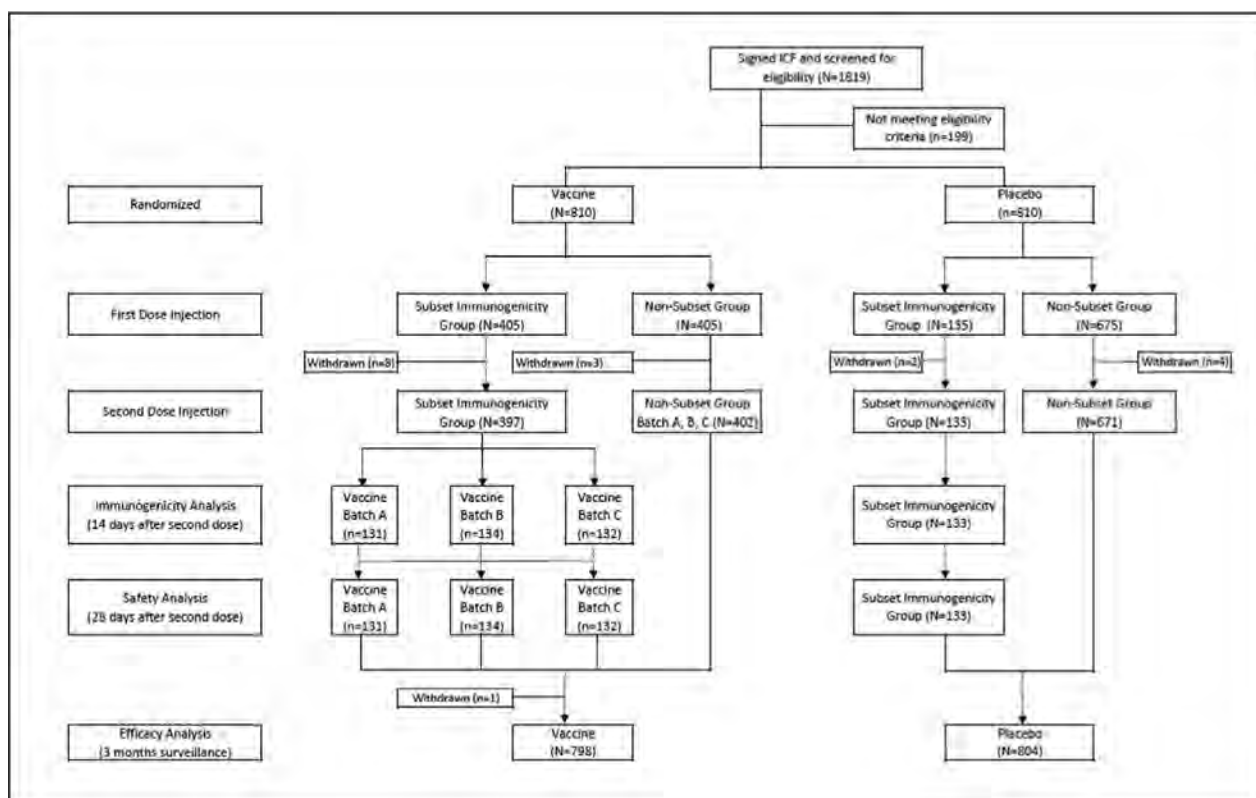 Signed ICF and screened for
eligibility (N=1819)
Not meeting eligibility
criteria (n=199)
Randomized
Vaccine
(N=810)
Placebo
(n=810)
First Dose Injection
Subset Immunogenicity
Group (N=405)
Non-Subset Group
(N=405)
Subset Immunogenicity
Group (N=135)
Non-Subset Group
(N=675)
Withdrawn (n=8)
Withdrawn (n=3)
Withdrawn (n=2)
Withdrawn (n=4)
Second Dose Injection
Subset Immunogenicity
Group (N=397)
Non-Subset Group
Batch A, B, C (N=402)
Subset Immunogenicity
Group (N=133)
Non-Subset Group
(N=671)
Immunogenicity Analysis
(14 days after second dose)
Vaccine
Batch A
(n=131)
Vaccine
Batch B
(n=134)
Vaccine
Batch C
(n=132)
Subset Immunogenicity
Group (N=133)
Safety Analysis
(28 days after second dose)
Vaccine
Batch A
(n=131)
Vaccine
Batch B
(n=134)
Vaccine
Batch C
(n=132)
Subset Immunogenicity
Group (N=133)
Withdrawn (n=1)
Efficacy Analysis
(3 months surveillance)
Vaccine
(N=798)
Placebo
(N=804)